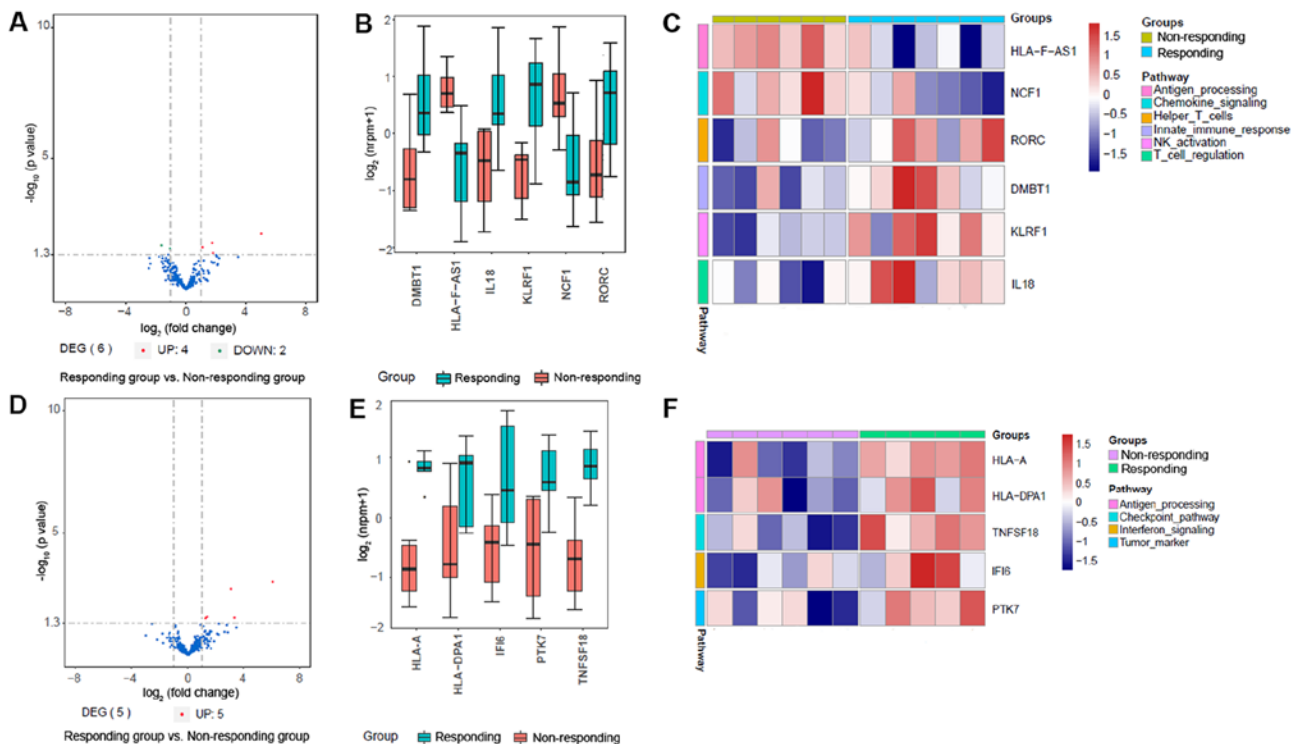 A
10
5
1.3
-log10 (p value)
-8
-4
0
4
8
log2 (fold change)
DEG ( 6 )
UP: 4
DOWN: 2
Responding group vs. Non-responding group
B
2
1
0
−1
−2
log2 (nrpm+1)
DMBT1
HLA−F−AS1
IL18
KLRF1
NCF1
RORC
Group
Responding
Non-responding
C
Groups
HLA−F−AS1
NCF1
RORC
DMBT1
KLRF1
IL18
Pathway
1.5
1
0.5
0
−0.5
−1
−1.5
Groups
Non-responding
Responding
Pathway
Antigen_processing
Chemokine_signaling
Helper_T_cells
Innate_immune_response
NK_activation
T_cell_regulation
D
10
5
1.3
-log10 (p value)
-8
-4
0
4
8
log2 (fold change)
DEG ( 5 )
UP: 5
Responding group vs. Non-responding group
E
2
1
0
−1
−2
log2 (nrpm+1)
HLA-A
HLA−DPA1
IFI6
PTK7
TNFSF18
Group
Responding
Non-responding
F
Groups
HLA−A
HLA−DPA1
TNFSF18
IFI6
PTK7
Pathway
1.5
1
0.5
0
−0.5
−1
−1.5
Groups
Non-responding
Responding
Pathway
Antigen_processing
Checkpoint_pathway
Interferon_signaling
Tumor_marker